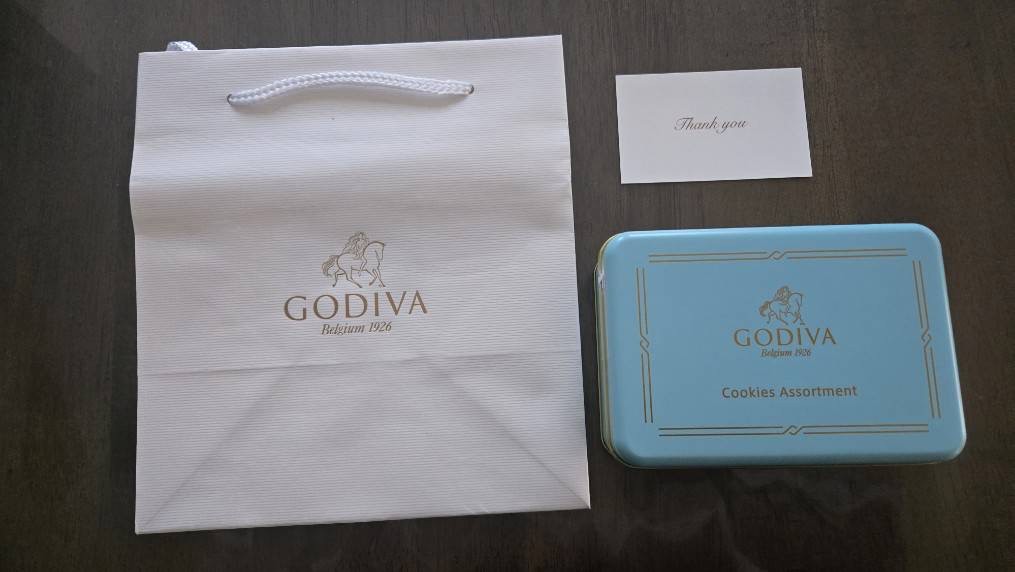 GODIVA
Belgium 1926
Thank you
GODIVA
Belgium 1926
Cookies Assortment